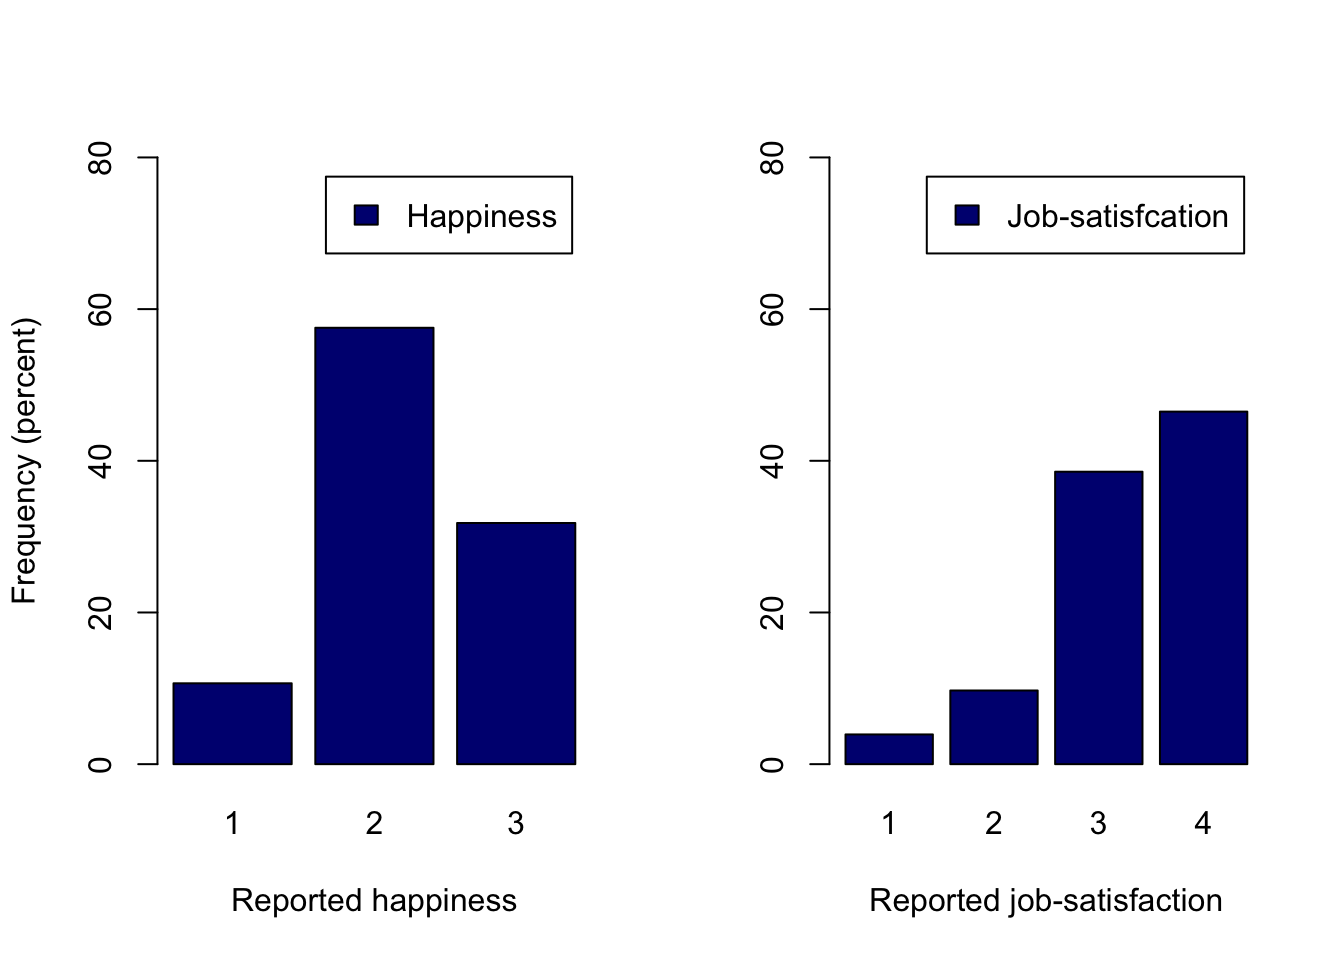 Frequency (percent)
80
60
40
20
0
Happiness
1 2 3
Reported happiness
80
60
40
20
0
Job-satisfcation
1 2 3 4
Reported job-satisfaction